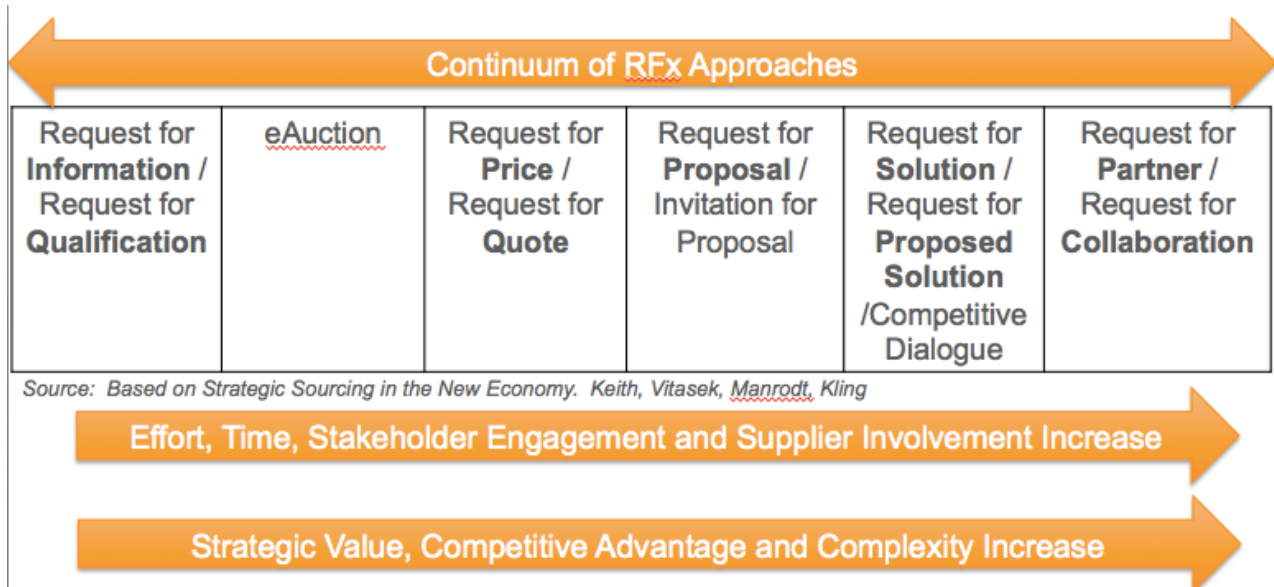 Continuum of RFx Approaches
Request for
Information /
Request for
Qualification
eAuction
Request for
Price /
Request for
Quote
Request for
Proposal /
Invitation for
Proposal
Request for
Solution /
Request for
Proposed
Solution
/Competitive
Dialogue
Request for
Partner /
Request for
Collaboration
Source: Based on Strategic Sourcing in the New Economy. Keith, Vitasek, Manrodt, Kling
Effort, Time, Stakeholder Engagement and Supplier Involvement Increase
Strategic Value, Competitive Advantage and Complexity Increase